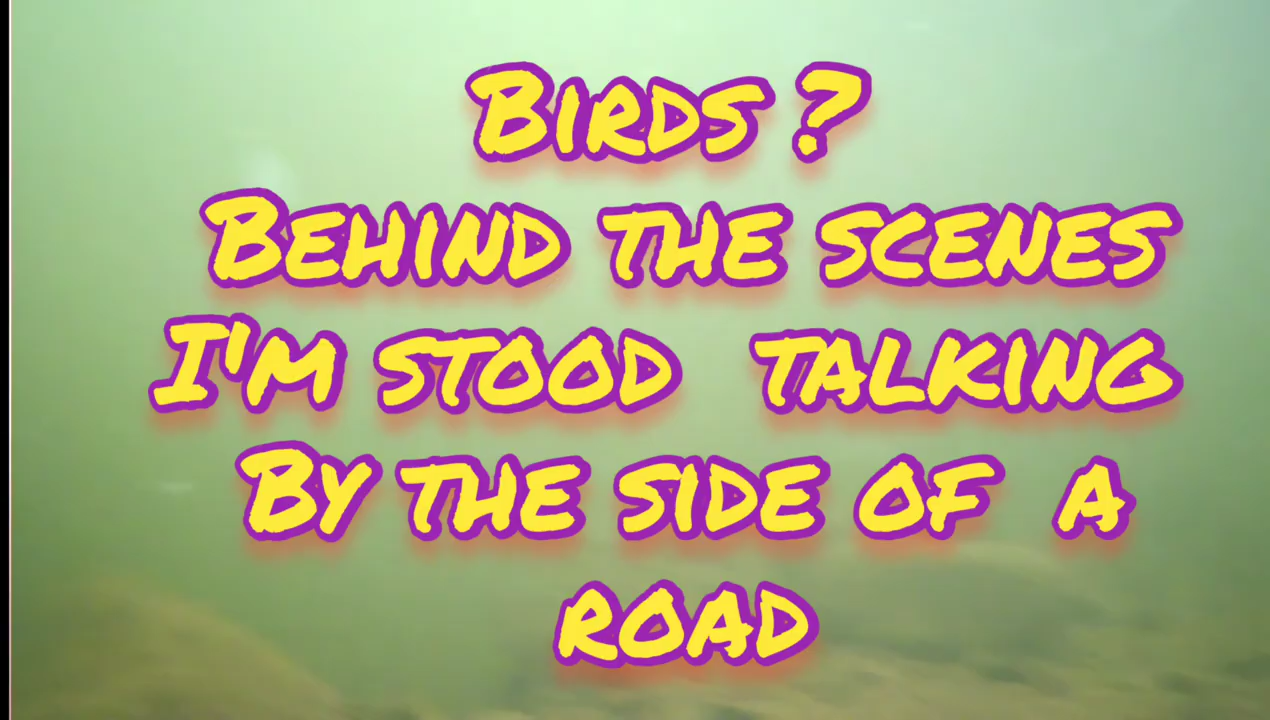 Birds ?
Behind the scenes
I'm stood talking
By the side of a
road